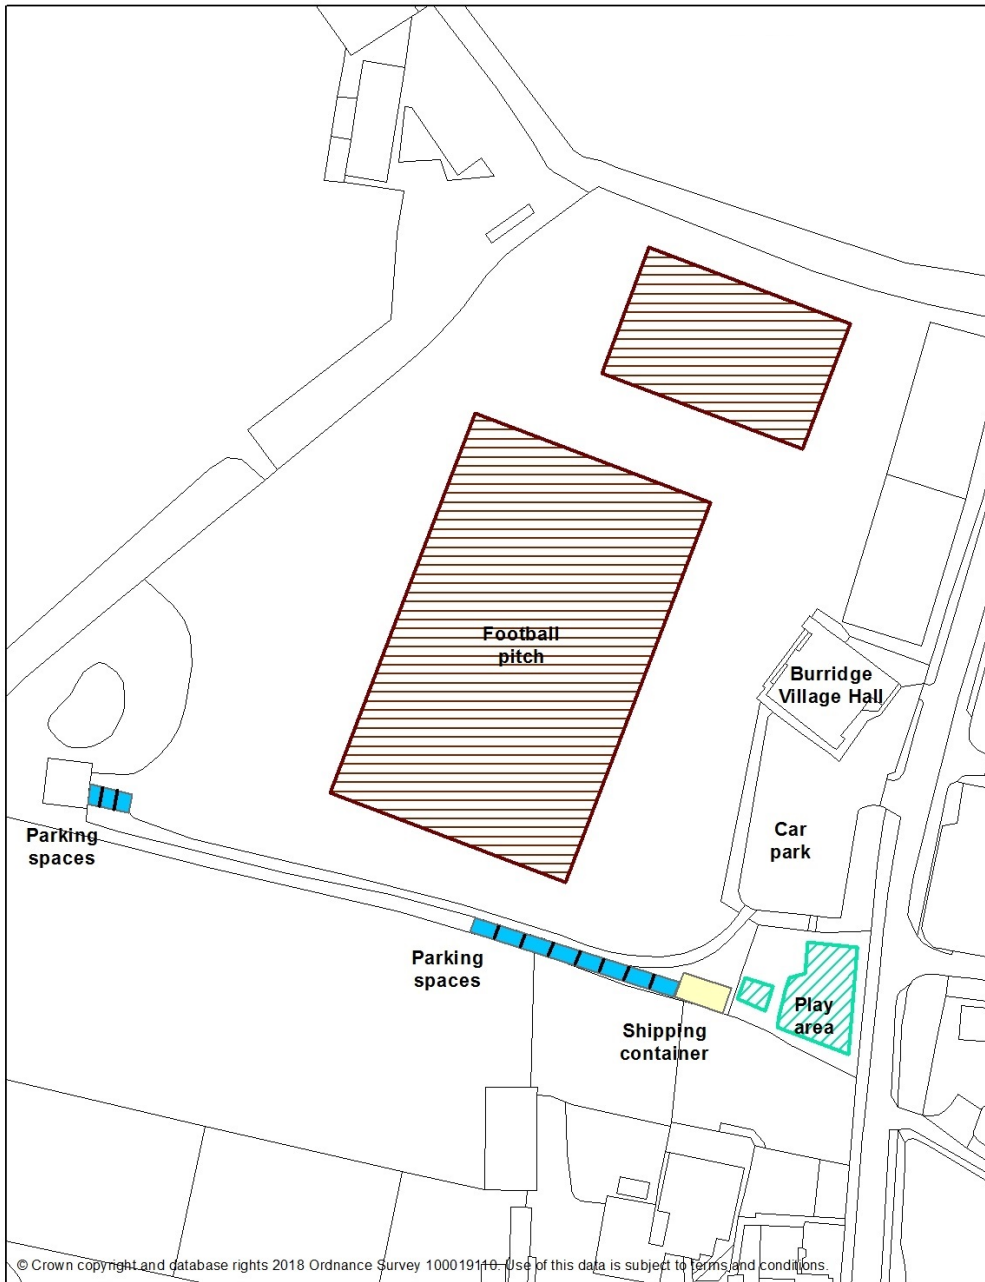 Football
pitch
Burridge
Village Hall
Parking
spaces
Car
park
Parking
spaces
Play
area
Shipping
container
© Crown copyright and database rights 2018 Ordnance Survey 100019110. Use of this data is subject to terms and conditions.